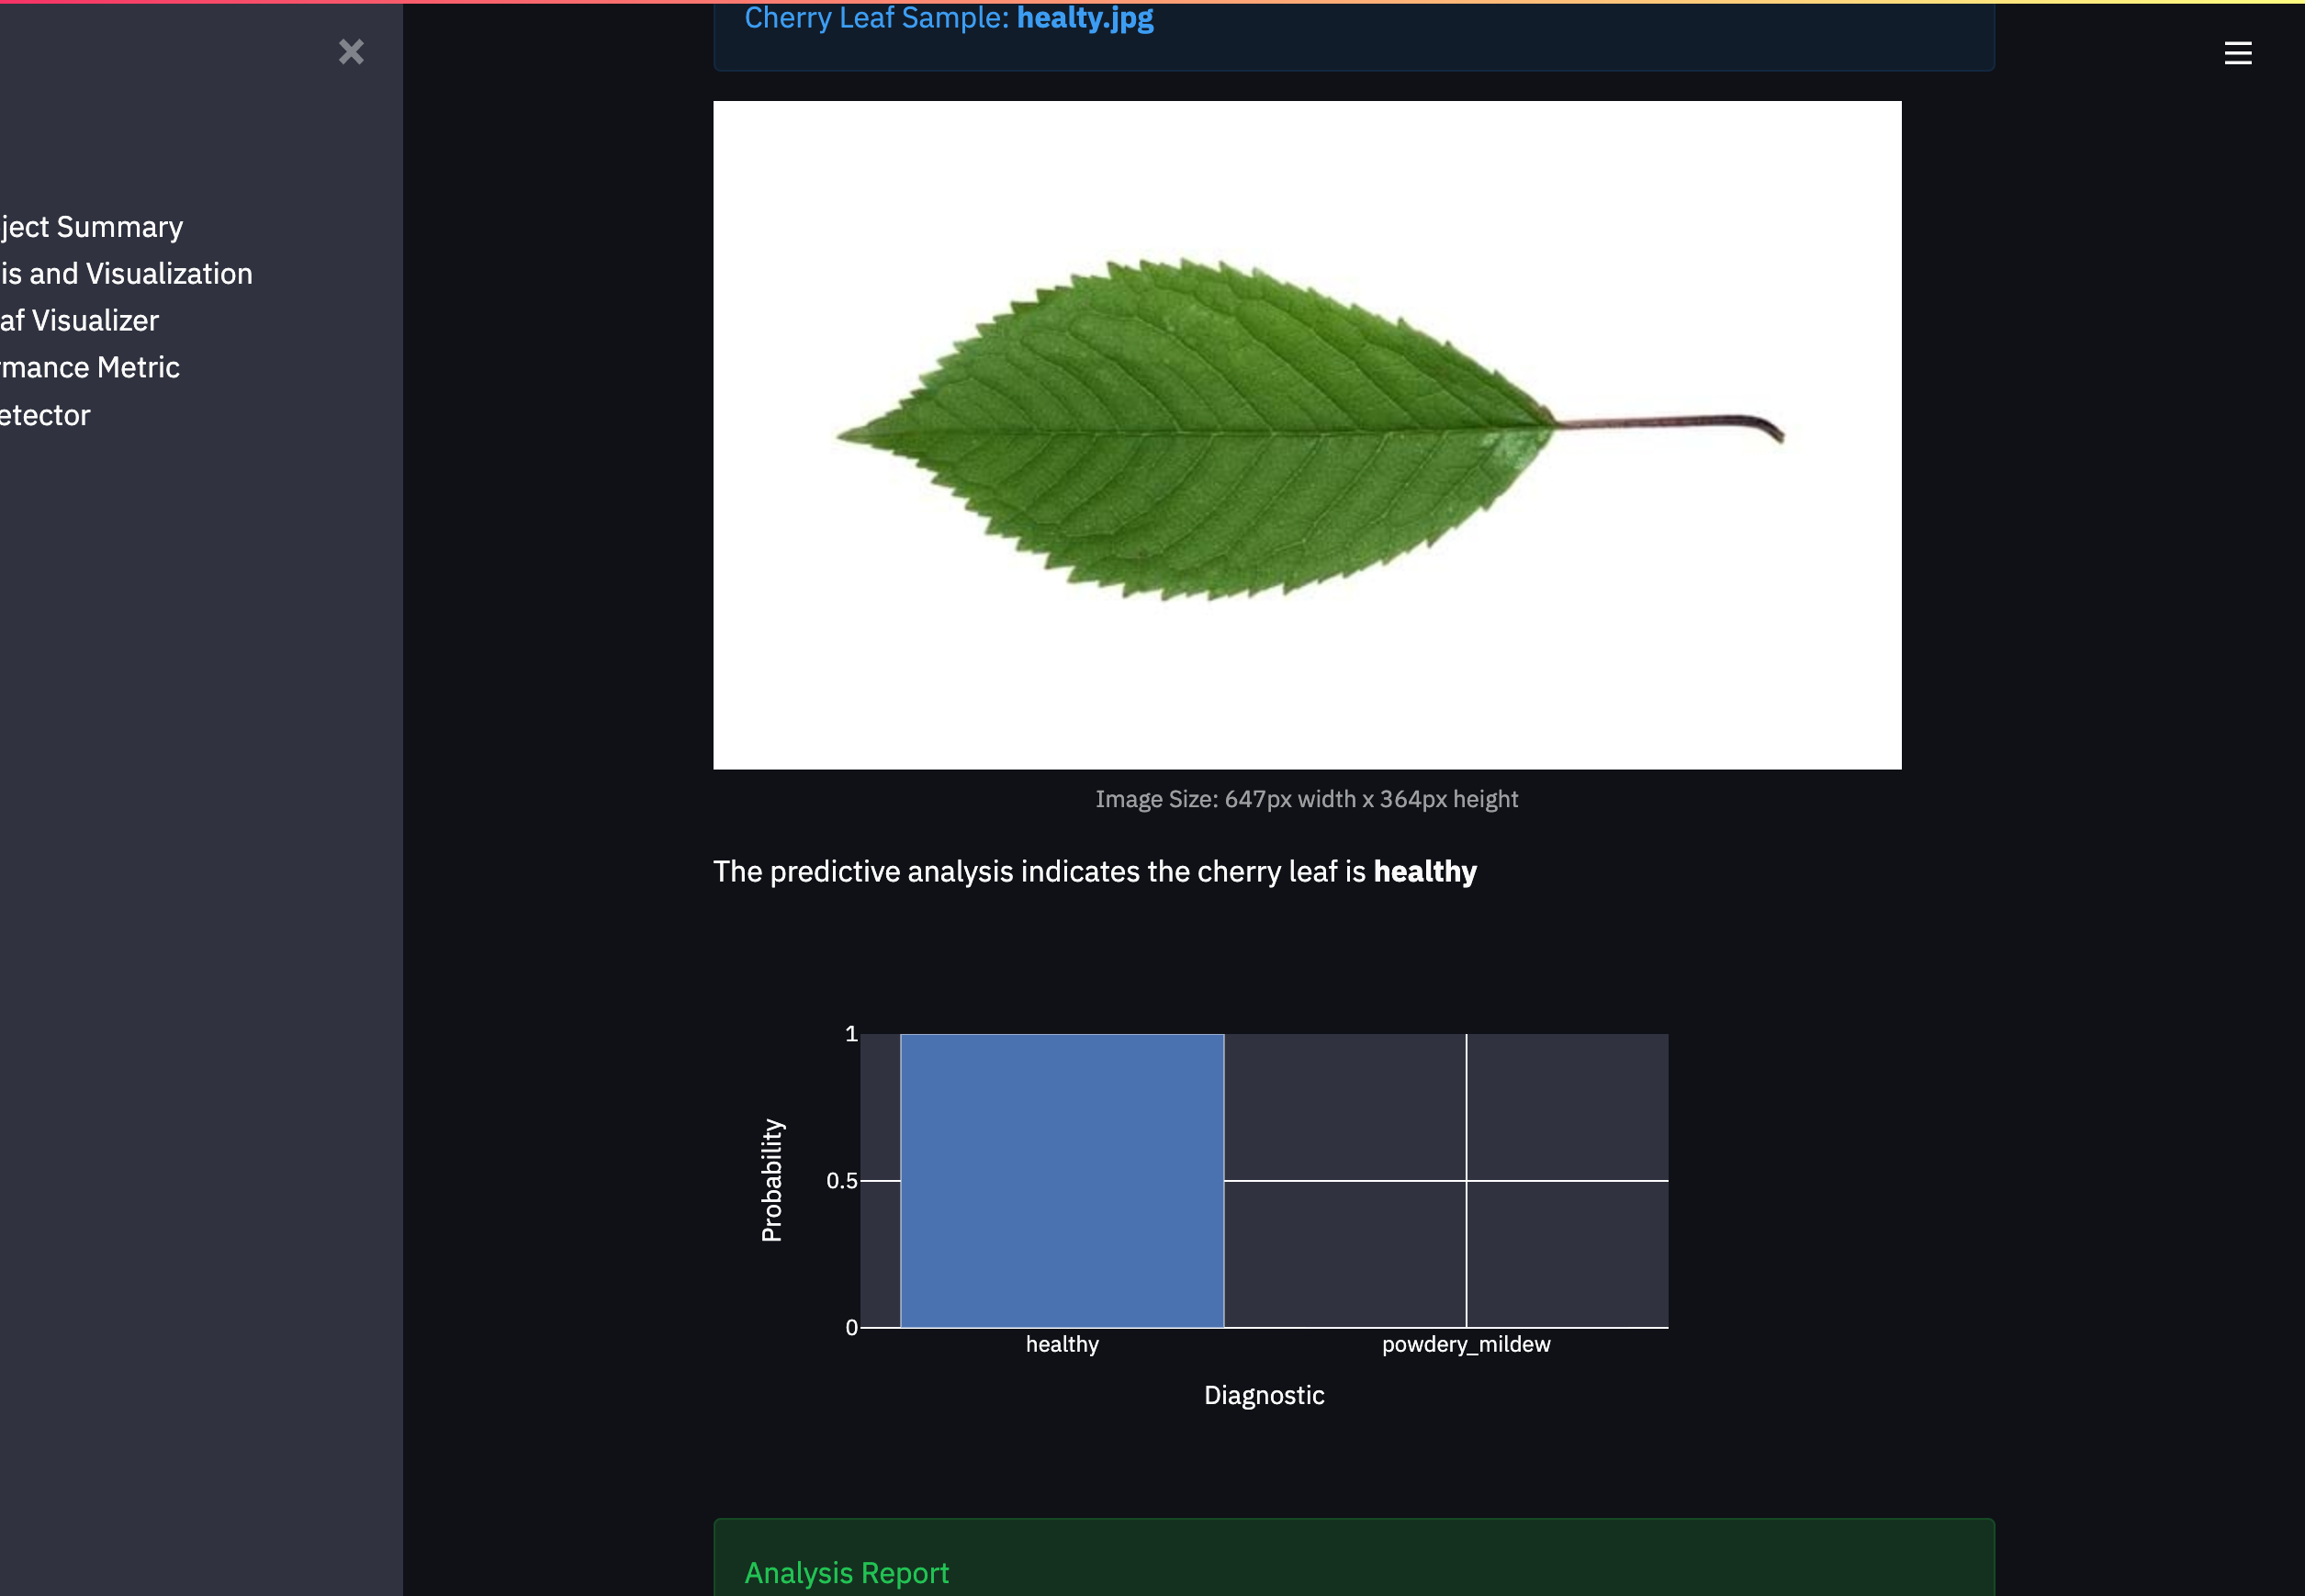 Cherry Leaf Sample: healty.jpg
ject Summary
is and Visualization
af Visualizer
rmance Metric
etector
Image Size: 647px width x 364px height
The predictive analysis indicates the cherry leaf is healthy
1
0.5
0
Probability
healthy powdery_mildew
Diagnostic
Analysis Report